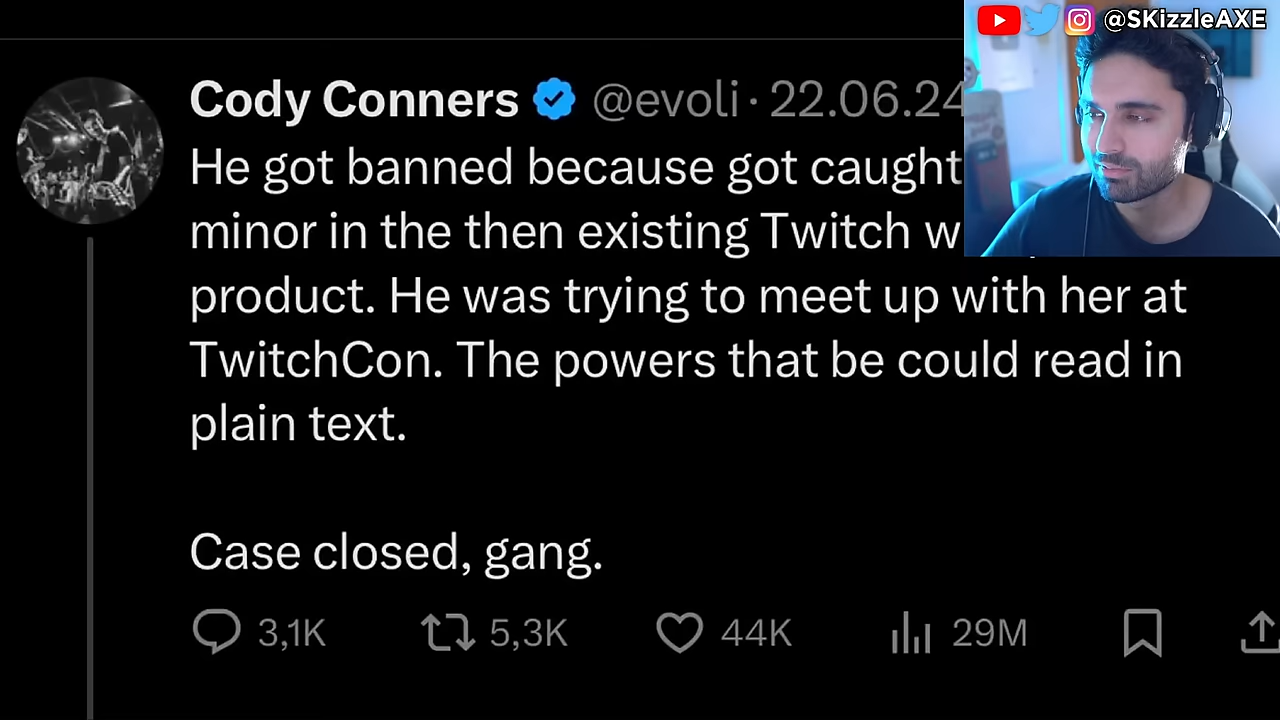 @SKizzleAXE
Cody Conners @evoli · 22.06.24
He got banned because got caught
minor in the then existing Twitch w
product. He was trying to meet up with her at
TwitchCon. The powers that be could read in
plain text.
Case closed, gang.
3,1K 5,3K 44K 29M